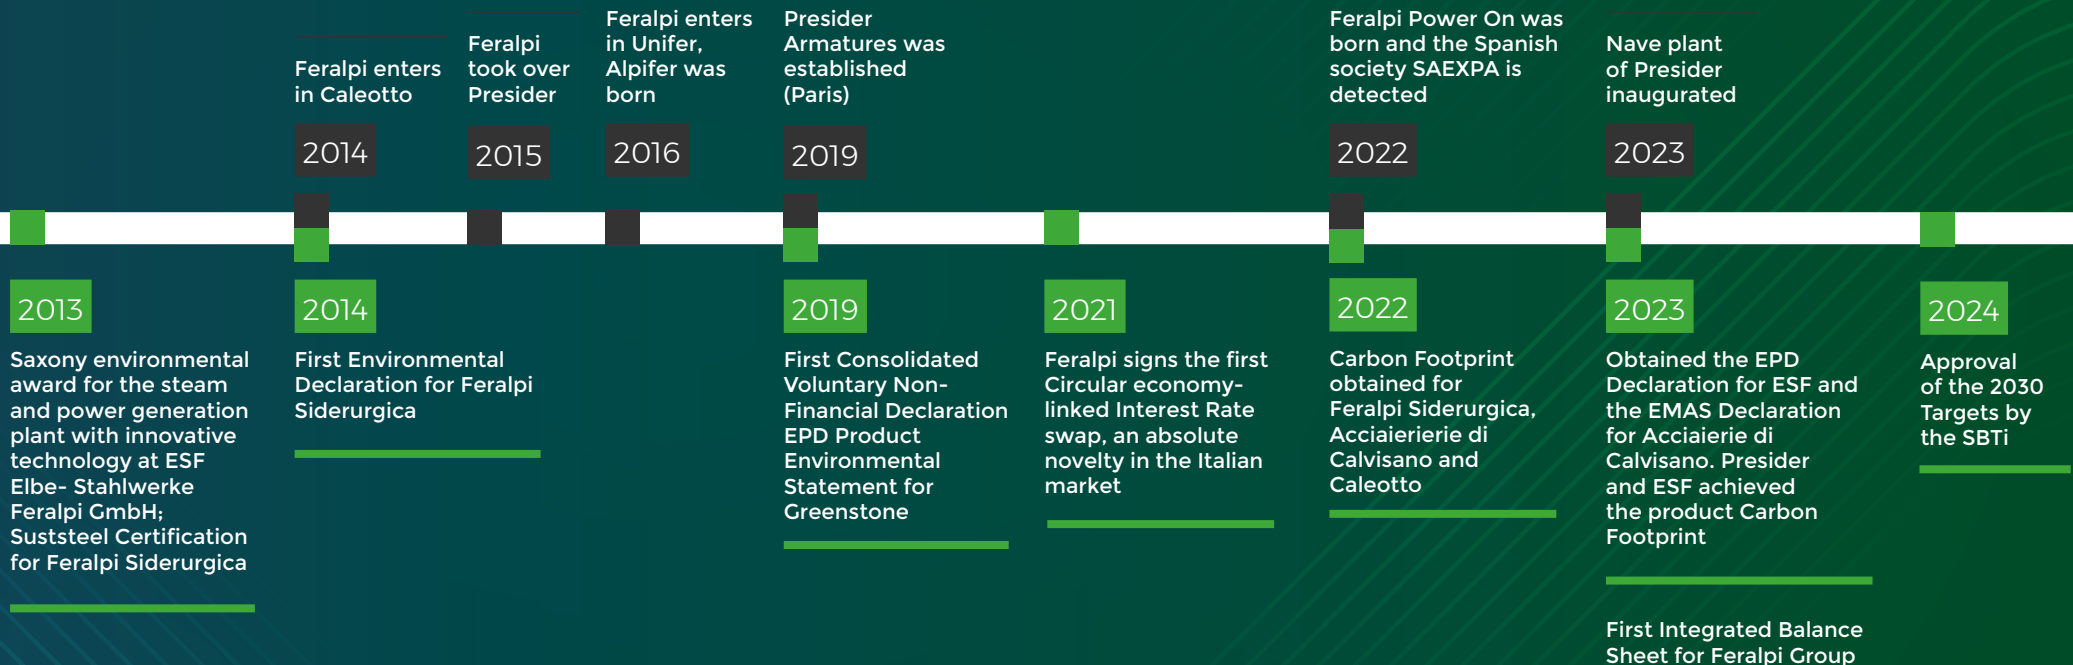 Feralpi enters
in Caleotto
2014
Feralpi
took over
Presider
2015
Feralpi enters
in Unifer,
Alpifer was
born
2016
Presider
Armatures was
established
(Paris)
2019
Feralpi Power On was
born and the Spanish
society SAEXPA is
detected
2022
Nave plant
of Presider
inaugurated
2023
2013
Saxony environmental
award for the steam
and power generation
plant with innovative
technology at ESF
Elbe- Stahlwerke
Feralpi GmbH;
Suststeel Certification
for Feralpi Siderurgica
2014
First Environmental
Declaration for Feralpi
Siderurgica
2019
First Consolidated
Voluntary Non-
Financial Declaration
EPD Product
Environmental
Statement for
Greenstone
2021
Feralpi signs the first
Circular economy-
linked Interest Rate
swap, an absolute
novelty in the Italian
market
2022
Carbon Footprint
obtained for
Feralpi Siderurgica,
Acciaierierie di
Calvisano and
Caleotto
2023
Obtained the EPD
Declaration for ESF and
the EMAS Declaration
for Acciaierie di
Calvisano. Presider
and ESF achieved
the product Carbon
Footprint
First Integrated Balance
Sheet for Feralpi Group
2024
Approval
of the 2030
Targets by
the SBTi